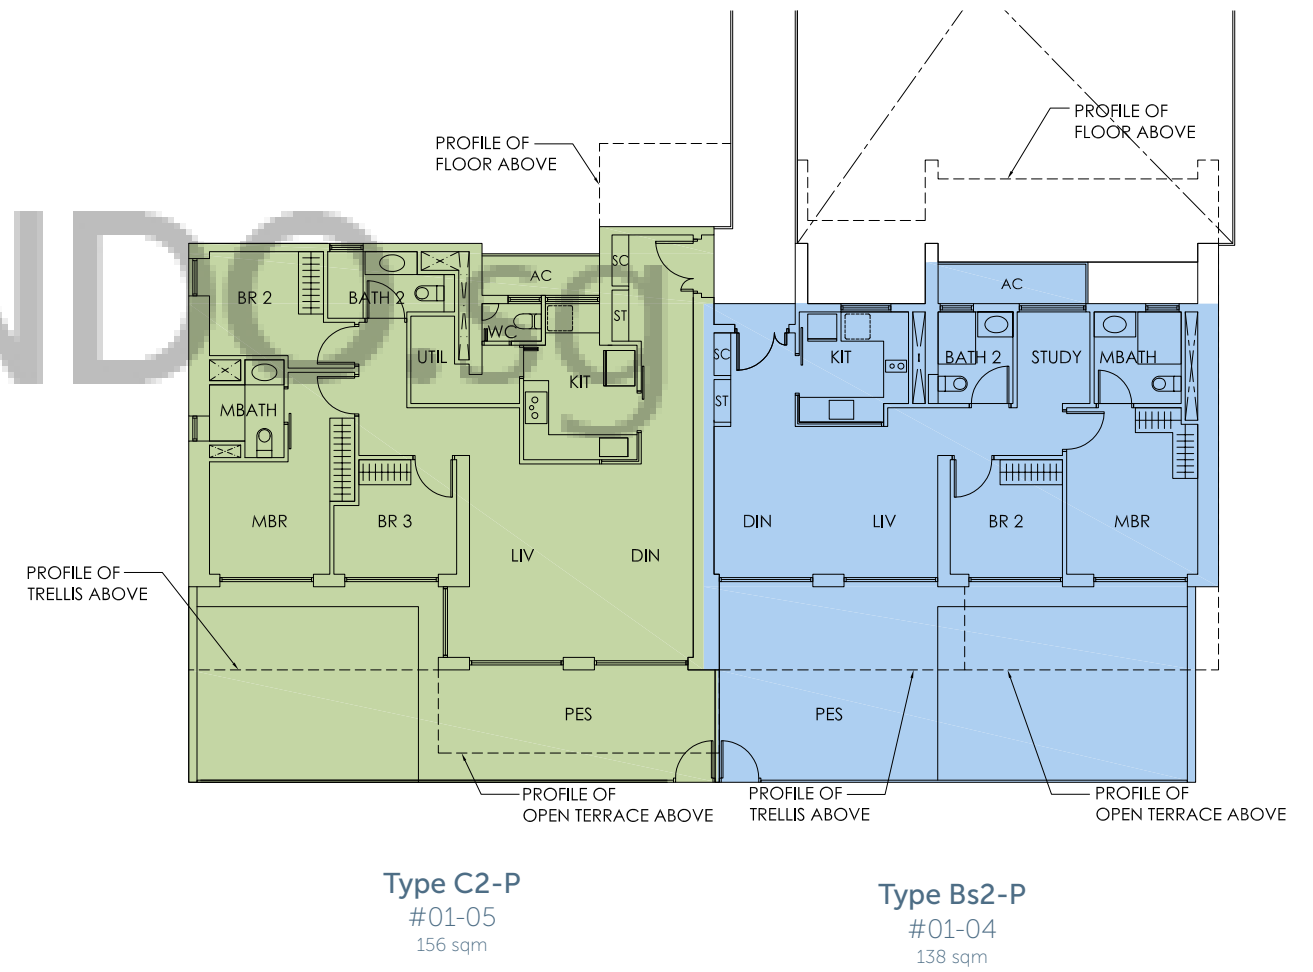 PROFILE OF
FLOOR ABOVE
PROFILE OF
FLOOR ABOVE
NDO.sg
BR 2
BATH 2
AC
SC
ST
WC
UTIL
KIT
MBATH
MBR
BR 3
LIV
DIN
PES
SC
ST
KIT
AC
BATH 2
STUDY
MBATH
DIN
LIV
BR 2
MBR
PES
PROFILE OF
TRELLIS ABOVE
PROFILE OF
OPEN TERRACE ABOVE
PROFILE OF
TRELLIS ABOVE
PROFILE OF
OPEN TERRACE ABOVE
Type C2-P
#01-05
156 sqm
Type Bs2-P
#01-04
138 sqm